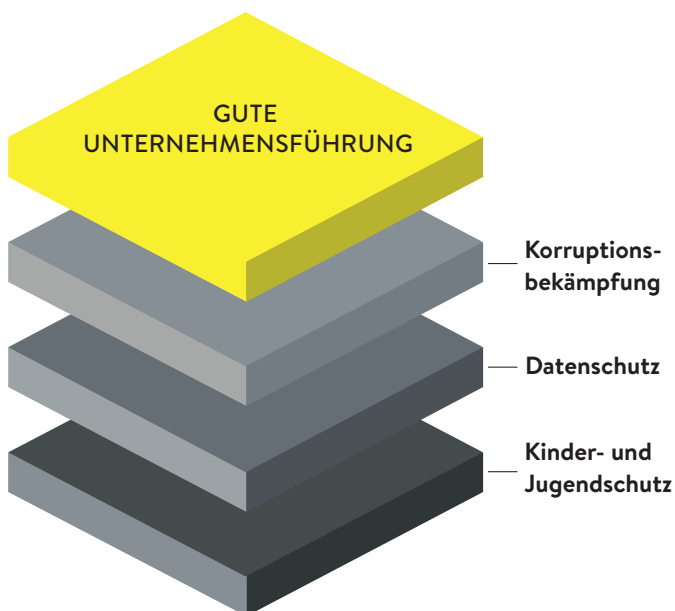 GUTE
UNTERNEHMENSFÜHRUNG
Korruptions-
bekämpfung
Datenschutz
Kinder- und
Jugendschutz